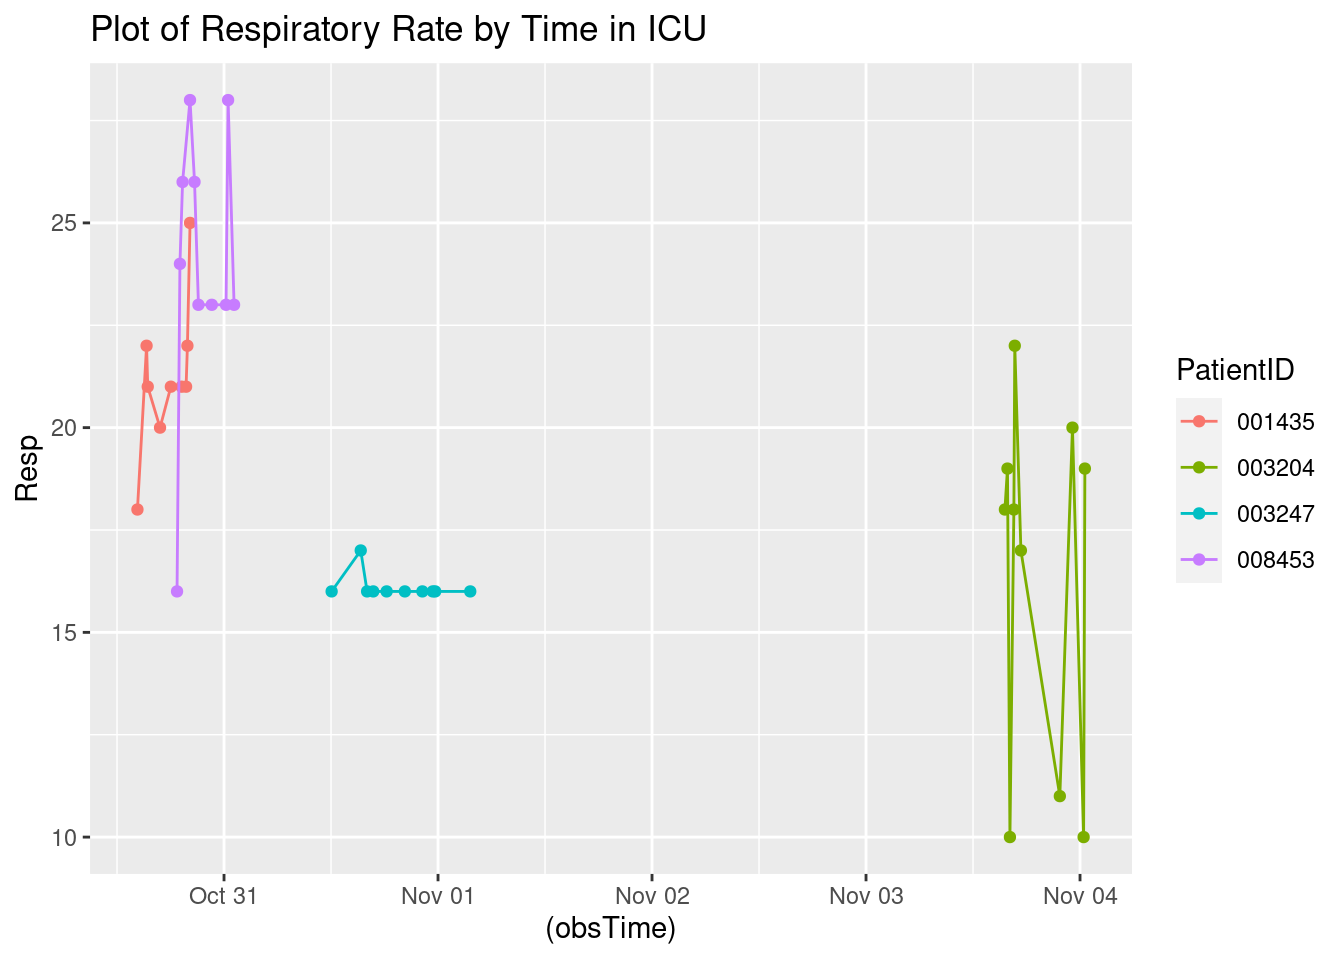 Plot of Respiratory Rate by Time in ICU
Resp
25
20
15
10
Oct 31
Nov 01
Nov 02
Nov 03
Nov 04
(obsTime)
PatientID
001435
003204
003247
008453